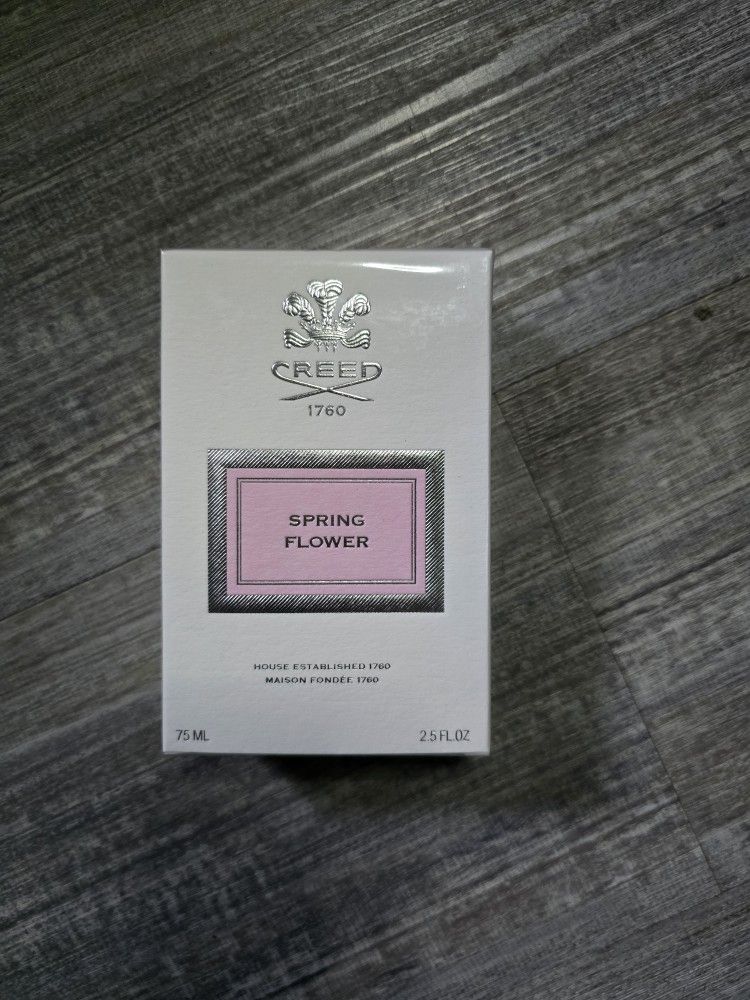 CREED
1760
SPRING
FLOWER
HOUSE ESTABLISHED 1760
MAISON FONDÉE 1760
75 ML
2.5 FL.OZ